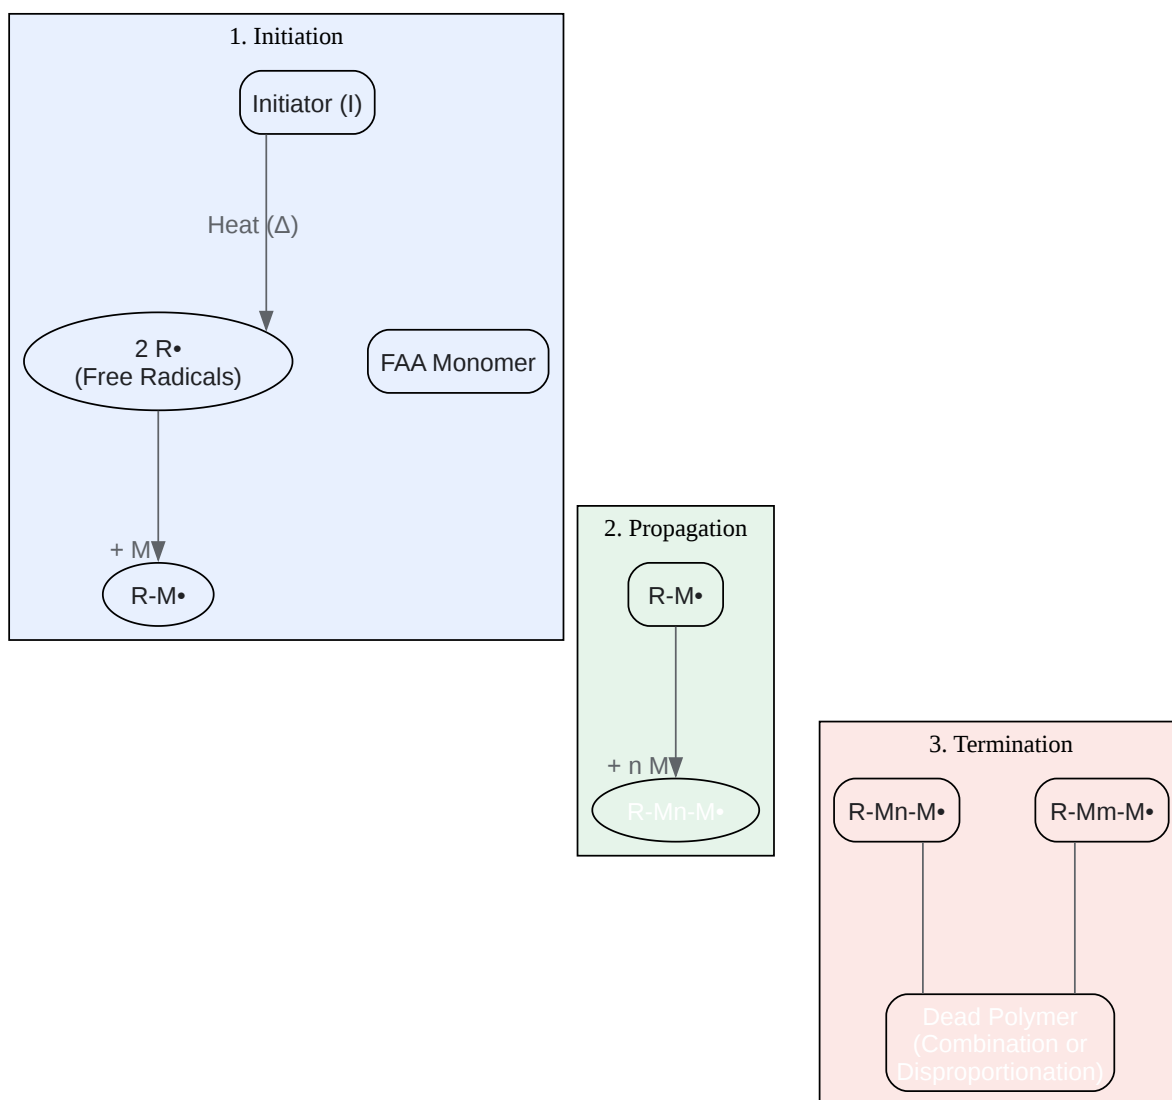 1. Initiation
Initiator (I)
Heat (Δ)
2 R•
(Free Radicals)
FAA Monomer
+ M
R-M•
2. Propagation
R-M•
+ n M
R-Mn-M•
3. Termination
R-Mn-M•
R-Mm-M•
Dead Polymer
(Combination or
Disproportionation)